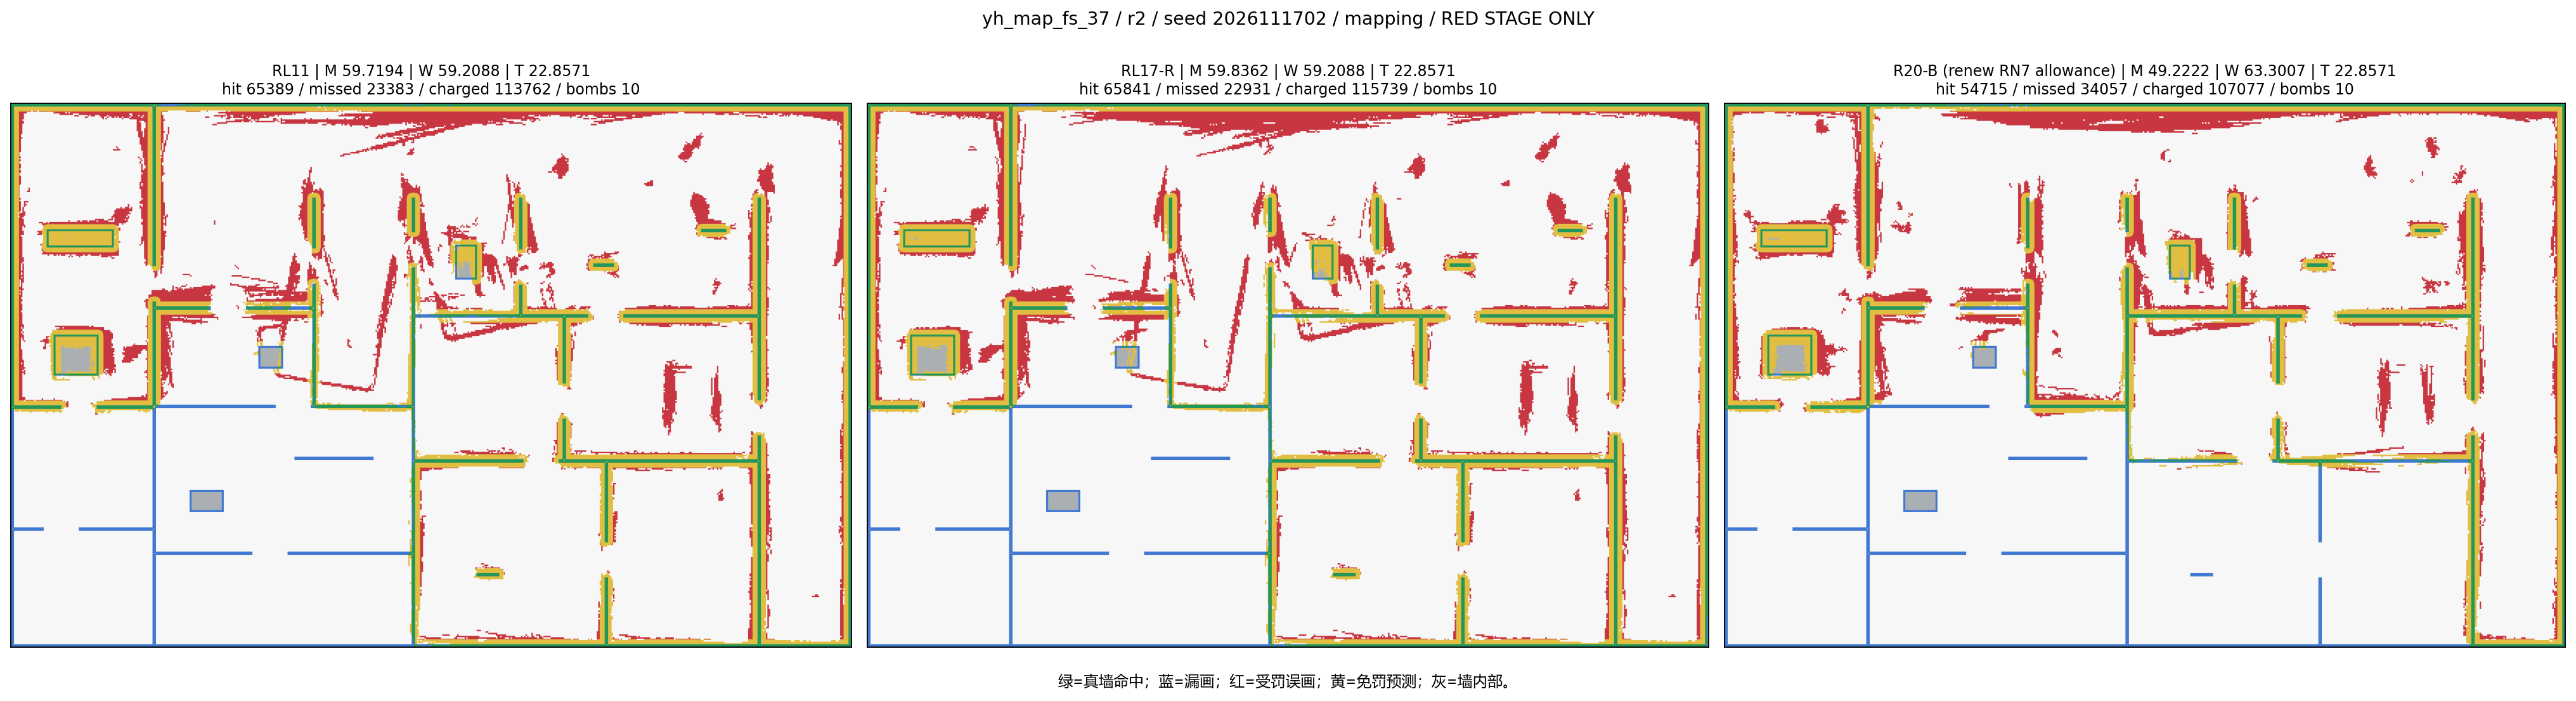 yh_map_fs_37 / r2 / seed 2026111702 / mapping / RED STAGE ONLY
RL11 | M 59.7194 | W 59.2088 | T 22.8571
hit 65389 / missed 23383 / charged 113762 / bombs 10
RL17-R | M 59.8362 | W 59.2088 | T 22.8571
hit 65841 / missed 22931 / charged 115739 / bombs 10
R20-B (renew RN7 allowance) | M 49.2222 | W 63.3007 | T 22.8571
hit 54715 / missed 34057 / charged 107077 / bombs 10
绿=真墙命中；蓝=漏画；红=受罚误画；黄=免罚预测；灰=墙内部。